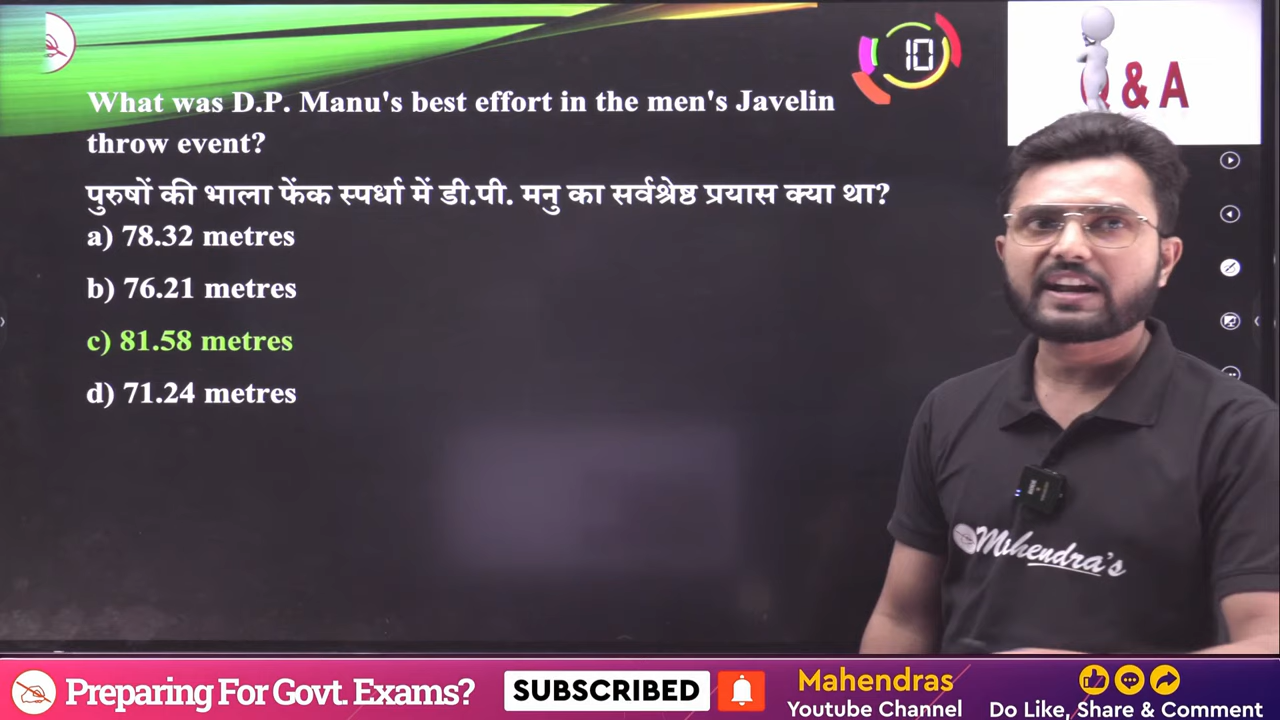 10
Q & A
What was D.P. Manu's best effort in the men's Javelin
throw event?
पुरुषों की भाला फेंक स्पर्धा में डी.पी. मनु का सर्वश्रेष्ठ प्रयास क्या था?
a) 78.32 metres
b) 76.21 metres
c) 81.58 metres
d) 71.24 metres
Mahendra's
Preparing For Govt. Exams?
SUBSCRIBED
Mahendras
Youtube Channel
Do Like, Share & Comment